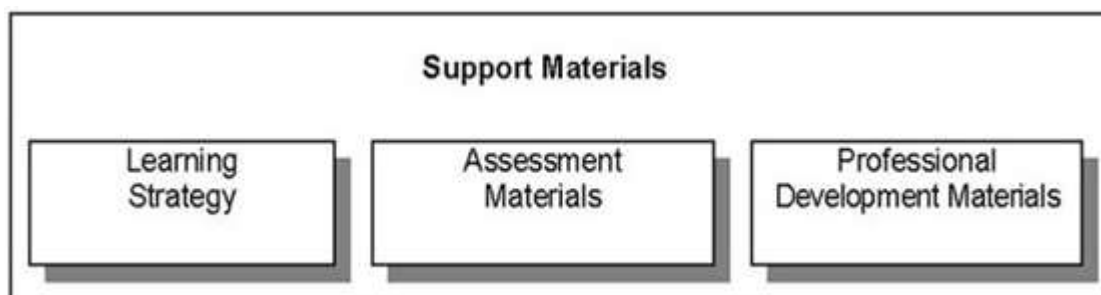 Support Materials
Learning
Strategy
Assessment
Materials
Professional
Development Materials